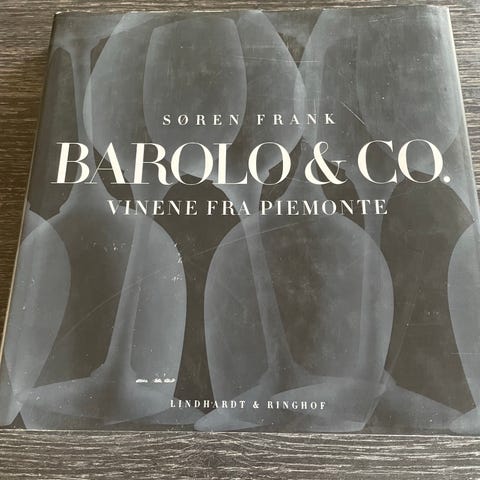 SØREN FRANK
BAROLO & CO.
VINENE FRA PIEMONTE
LINDHARDT & RINGHOF